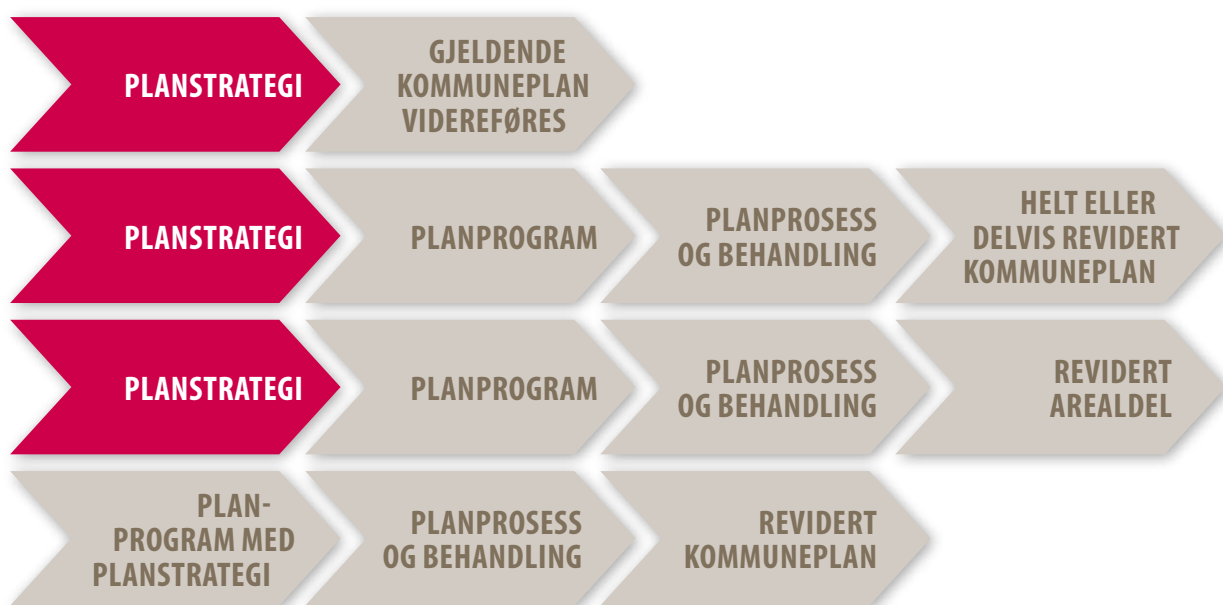 PLANSTRATEGI
GJELDENDE
KOMMUNEPLAN
VIDEREFØRES
PLANSTRATEGI
PLANPROGRAM
PLANPROSESS
OG BEHANDLING
HELT ELLER
DELVIS REVIDERT
KOMMUNEPLAN
PLANSTRATEGI
PLANPROGRAM
PLANPROSESS
OG BEHANDLING
REVIDERT
AREALDEL
PLAN-
PROGRAM MED
PLANSTRATEGI
PLANPROSESS
OG BEHANDLING
REVIDERT
KOMMUNEPLAN